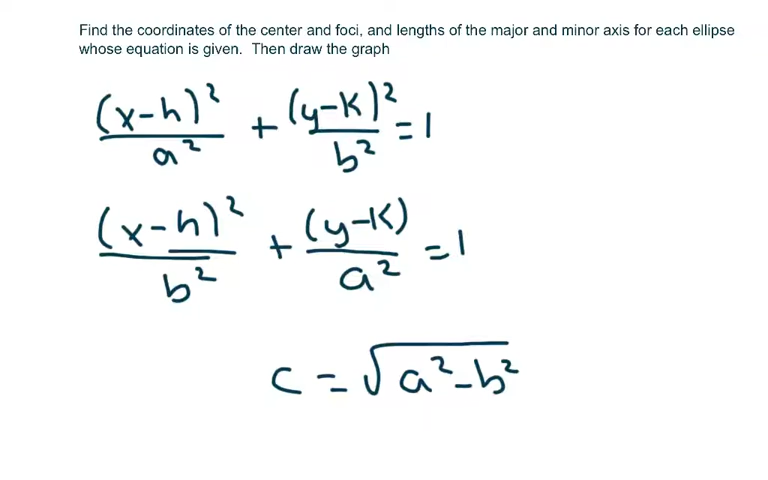 Find the coordinates of the center and foci, and lengths of the major and minor axis for each ellipse
whose equation is given. Then draw the graph
(x-h)²/a² + (y-K)²/b² = 1
(x-h)²/b² + (y-K)/a² = 1
c = √(a²-b²)